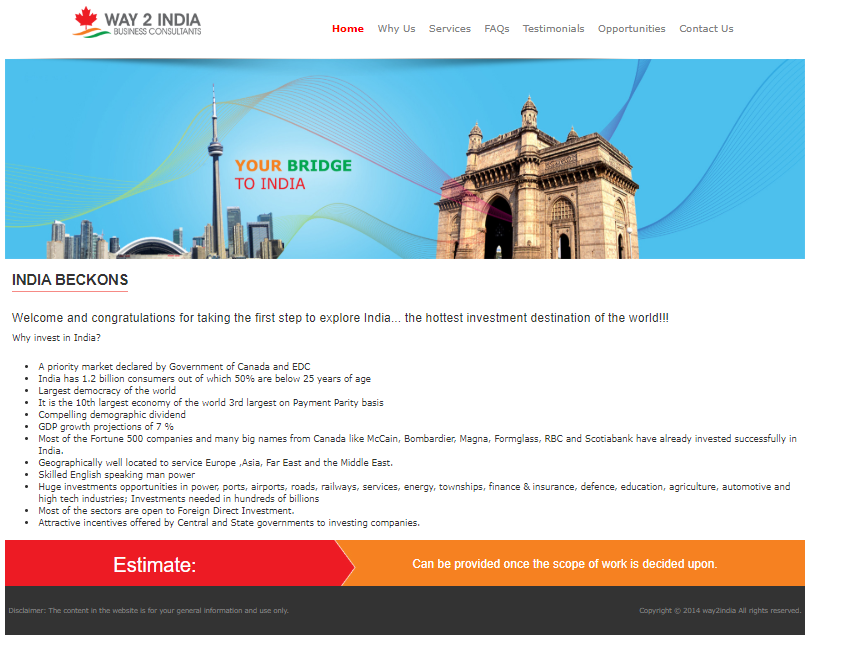 WAY 2 INDIA
BUSINESS CONSULTANTS
Home Why Us Services FAQs Testimonials Opportunities Contact Us
YOUR BRIDGE
TO INDIA
INDIA BECKONS
Welcome and congratulations for taking the first step to explore India... the hottest investment destination of the world!!!
Why invest in India?
• A priority market declared by Government of Canada and EDC
• India has 1.2 billion consumers out of which 50% are below 25 years of age
• Largest democracy of the world
• It is the 10th largest economy of the world 3rd largest on Payment Parity basis
• Compelling demographic dividend
• GDP growth projections of 7 %
• Most of the Fortune 500 companies and many big names from Canada like McCain, Bombardier, Magna, Formglass, RBC and Scotiabank have already invested successfully in
India.
• Geographically well located to service Europe ,Asia, Far East and the Middle East.
• Skilled English speaking man power
• Huge investments opportunities in power, ports, airports, roads, railways, services, energy, townships, finance & insurance, defence, education, agriculture, automotive and
high tech industries; Investments needed in hundreds of billions
• Most of the sectors are open to Foreign Direct Investment.
• Attractive incentives offered by Central and State governments to investing companies.
Estimate:
Can be provided once the scope of work is decided upon.
Disclaimer: The content in the website is for your general information and use only.
Copyright © 2014 way2india All rights reserved.